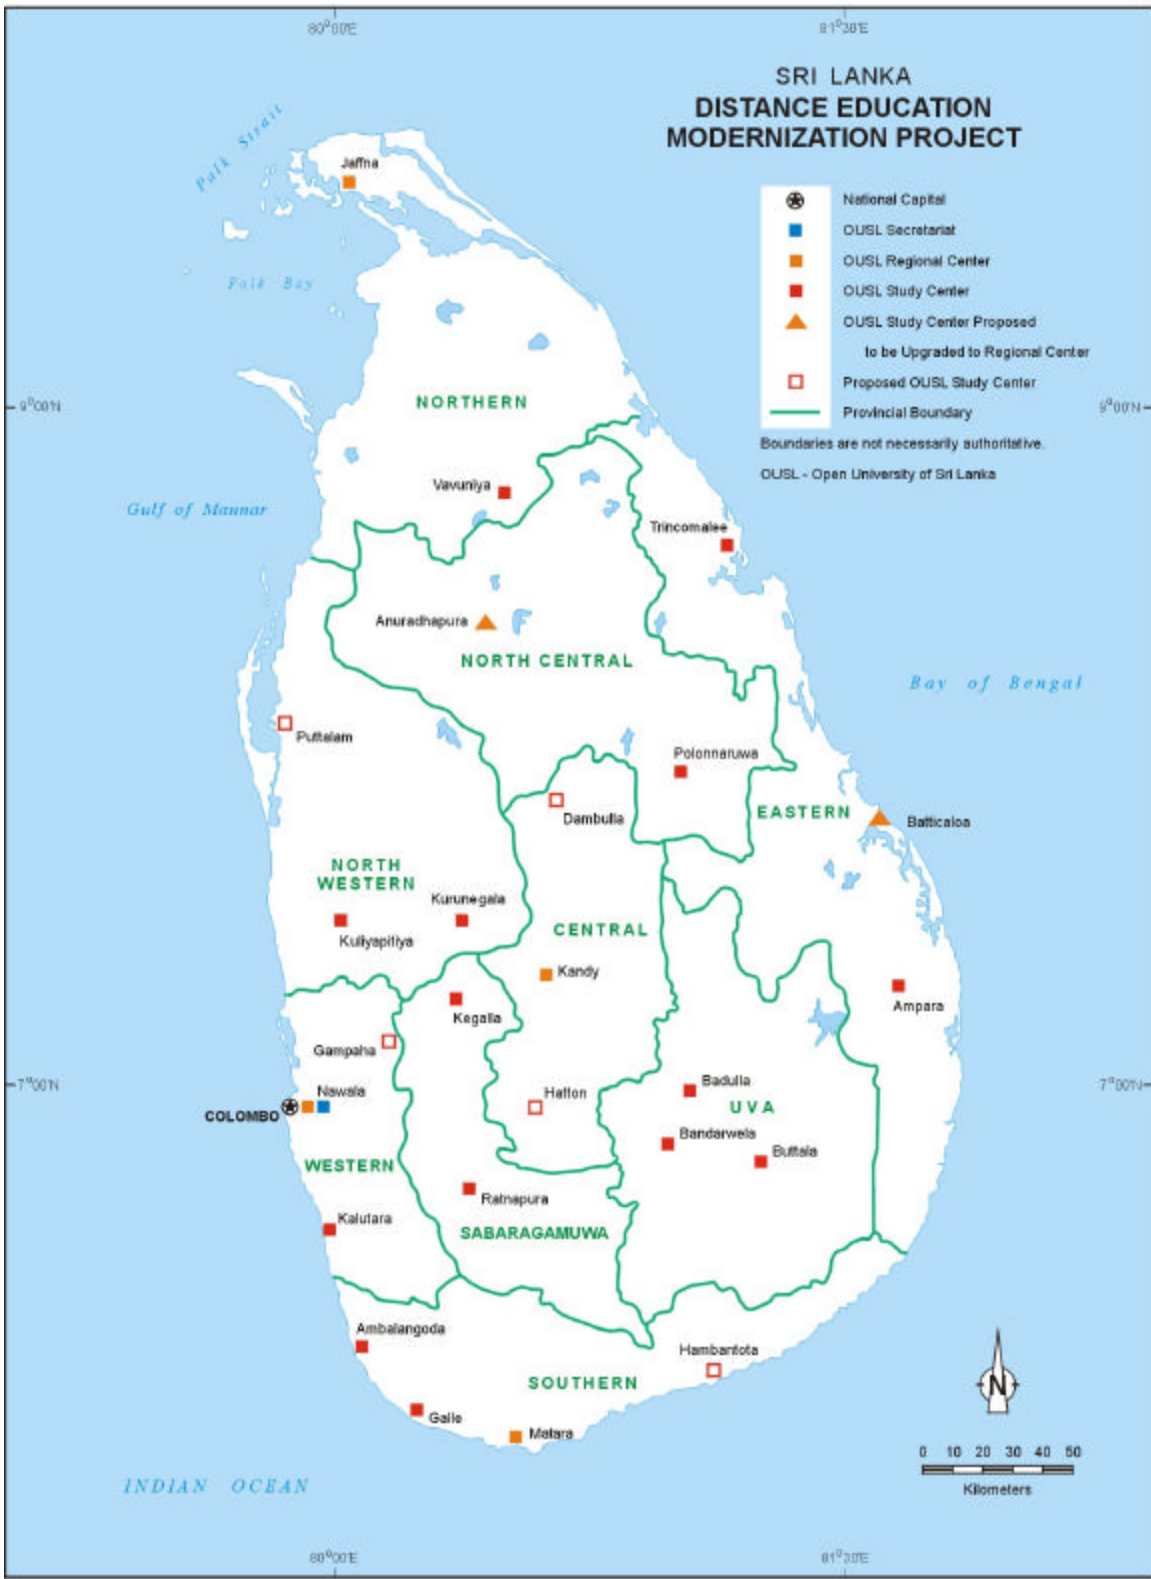 80°00'E
81°30'E
SRI LANKA
DISTANCE EDUCATION
MODERNIZATION PROJECT
National Capital
OUSL Secretariat
OUSL Regional Center
OUSL Study Center
OUSL Study Center Proposed
to be Upgraded to Regional Center
Proposed OUSL Study Center
Provincial Boundary
Boundaries are not necessarily authoritative.
OUSL - Open University of Sri Lanka
Palk Strait
Jaffna
Palk Bay
NORTHERN
9°00'N
9°00'N
Vavuniya
Gulf of Mannar
Trincomalee
Anuradhapura
NORTH CENTRAL
Bay of Bengal
Puttalam
Polonnaruwa
Dambulla
EASTERN
Batticaloa
NORTH
WESTERN
Kurunegala
Kuliyapitiya
CENTRAL
Kandy
Ampara
Kegalla
Gampaha
7°00'N
7°00'N
Nawala
COLOMBO
Hatton
Badulla
UVA
Bandarwela
Buttala
WESTERN
Ratnapura
Kalutara
SABARAGAMUWA
Ambalangoda
Hambantota
SOUTHERN
N
Galle
Matara
0 10 20 30 40 50
Kilometers
INDIAN OCEAN
80°00'E
81°30'E